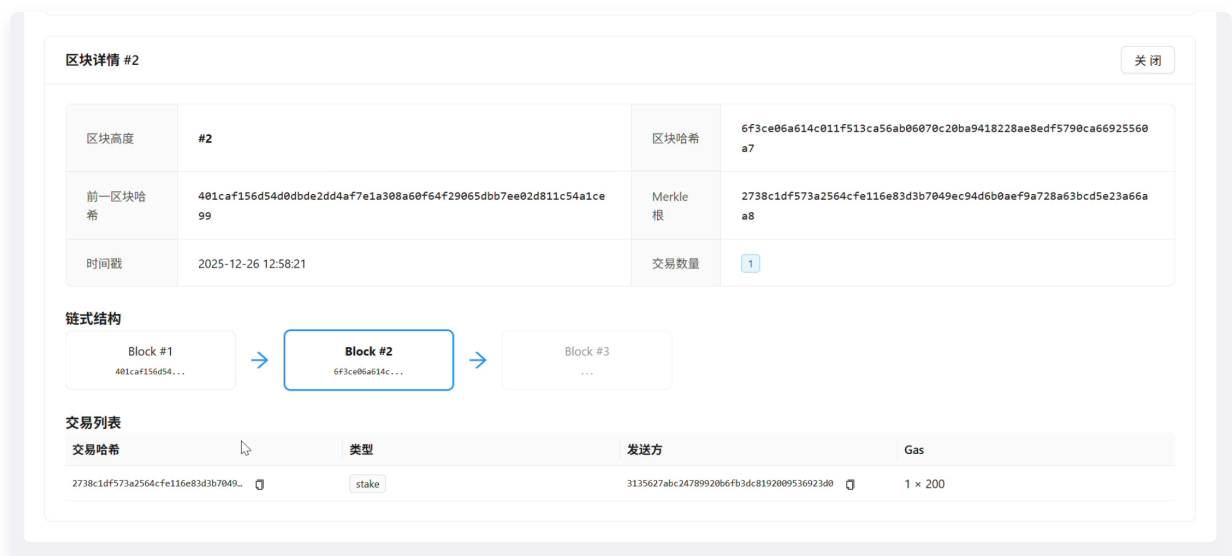 区块详情 #2
关 闭
区块高度
#2
区块哈希
6f3ce06a614c011f513ca56ab06070c20ba9418228ae8edf5790ca66925560
a7
前一区块哈
希
401caf156d54d0dbde2dd4af7e1a308a60f64f29065dbb7ee02d811c54a1ce
99
Merkle
根
2738c1df573a2564cfe116e83d3b7049ec94d6b0aef9a728a63bcd5e23a66a
a8
时间戳
2025-12-26 12:58:21
交易数量
1
链式结构
Block #1
401caf156d54...
Block #2
6f3ce06a614c...
Block #3
...
交易列表
交易哈希
类型
发送方
Gas
2738c1df573a2564cfe116e83d3b7049…
stake
3135627abc24789920b6fb3dc8192009536923d0
1 × 200